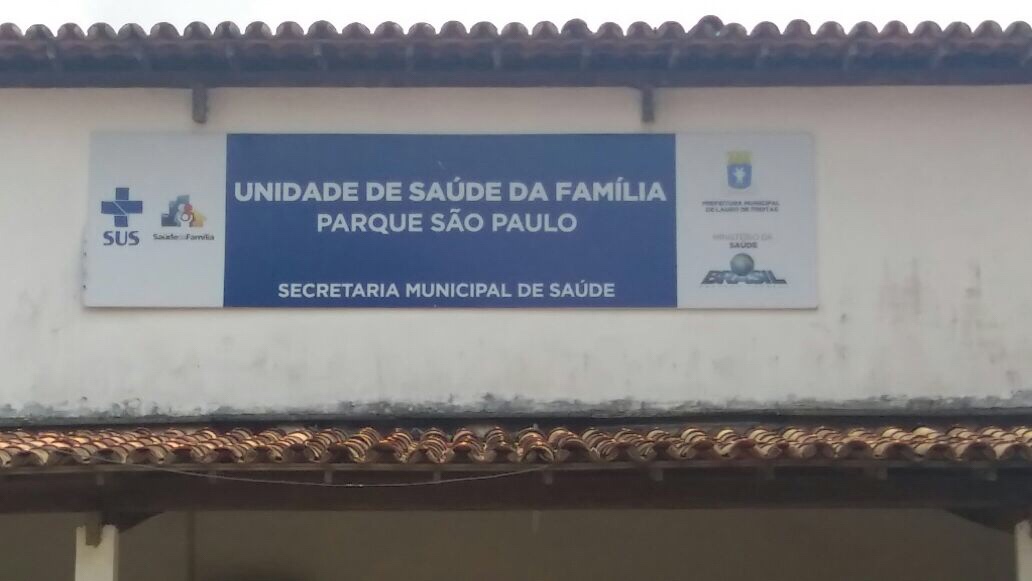 UNIDADE DE SAÚDE DA FAMÍLIA
PARQUE SÃO PAULO
SECRETARIA MUNICIPAL DE SAÚDE
SUS
Saúde da Família
PREFEITURA MUNICIPAL
DE LAURO DE FREITAS
MINISTÉRIO DA
SAÚDE
BRASIL